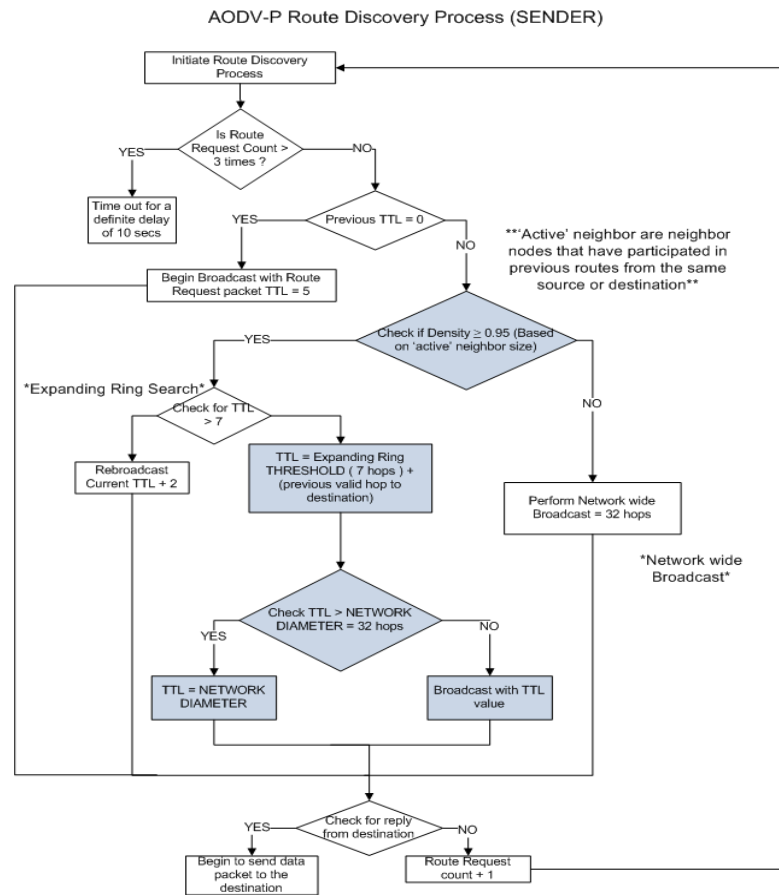 AODV-P Route Discovery Process (SENDER)
Initiate Route Discovery
Process
Is Route
Request Count >
3 times ?
YES
NO
Time out for a
definite delay
of 10 secs
Previous TTL = 0
YES
NO
**'Active' neighbor are neighbor
nodes that have participated in
previous routes from the same
source or destination**
Begin Broadcast with Route
Request packet TTL = 5
Check if Density ≥ 0.95 (Based
on 'active' neighbor size)
YES
NO
*Expanding Ring Search*
Check for TTL
> 7
Rebroadcast
Current TTL + 2
TTL = Expanding Ring
THRESHOLD ( 7 hops ) +
(previous valid hop to
destination)
Perform Network wide
Broadcast = 32 hops
*Network wide
Broadcast*
Check TTL > NETWORK
DIAMETER = 32 hops
YES
NO
TTL = NETWORK
DIAMETER
Broadcast with TTL
value
Check for reply
from destination
YES
NO
Begin to send data
packet to the
destination
Route Request
count + 1